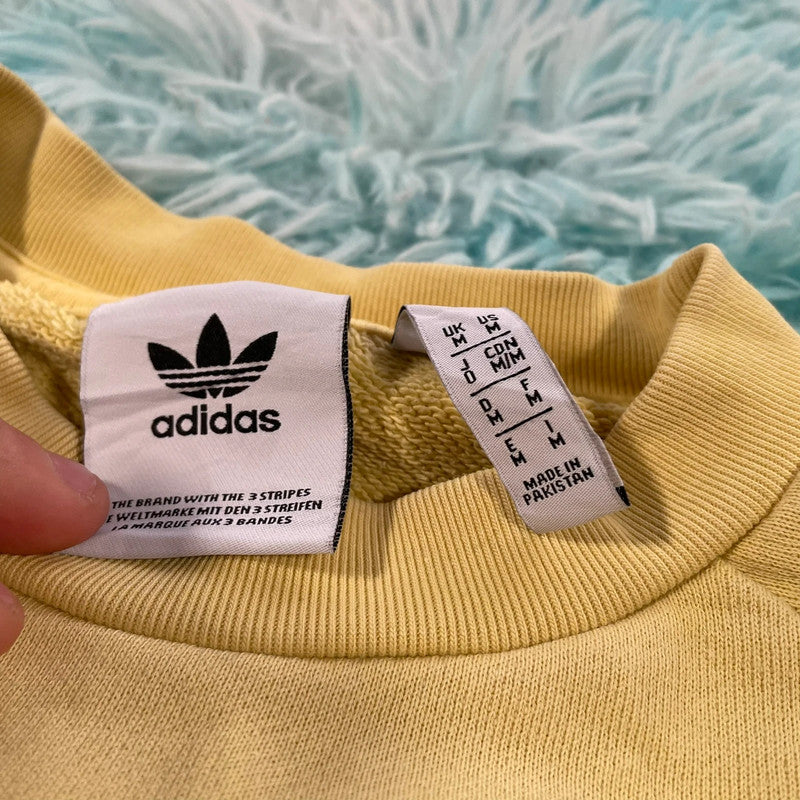 adidas
THE BRAND WITH THE 3 STRIPES
WELTMARKE MIT DEN 3 STREIFEN
LA MARQUE AUX 3 BANDES
UK M US M
JO CDN M/M
D M F M
E M I M
MADE IN
PAKISTAN